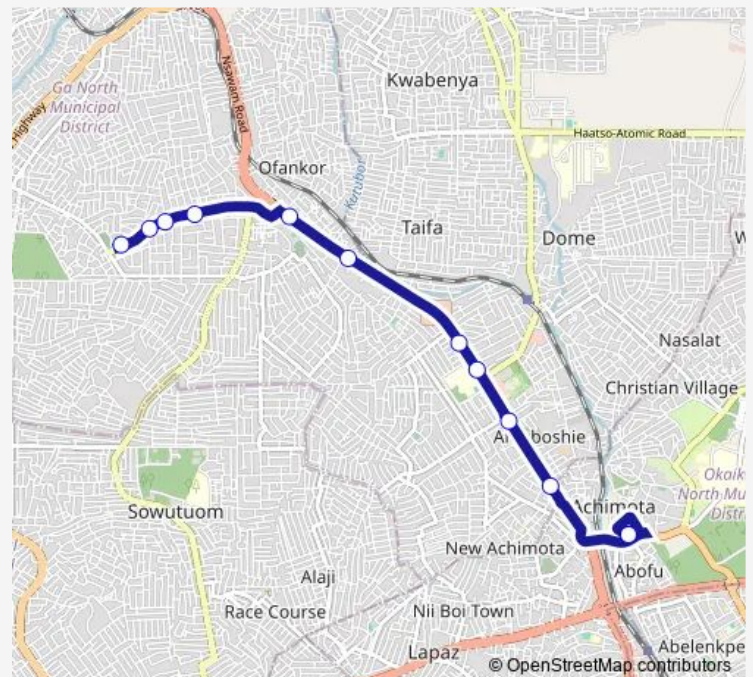 Kwabenya
Ga North
Municipal
District
Nsawam Road
Highway
Haatso-Atomic Road
Ofankor
Taifa
Dome
Nasalat
Christian Village
Sowutuom
Achimota
New Achimota
Abofu
Alaji
Race Course
Nii Boi Town
Lapaz
© OpenStreetMap contributors